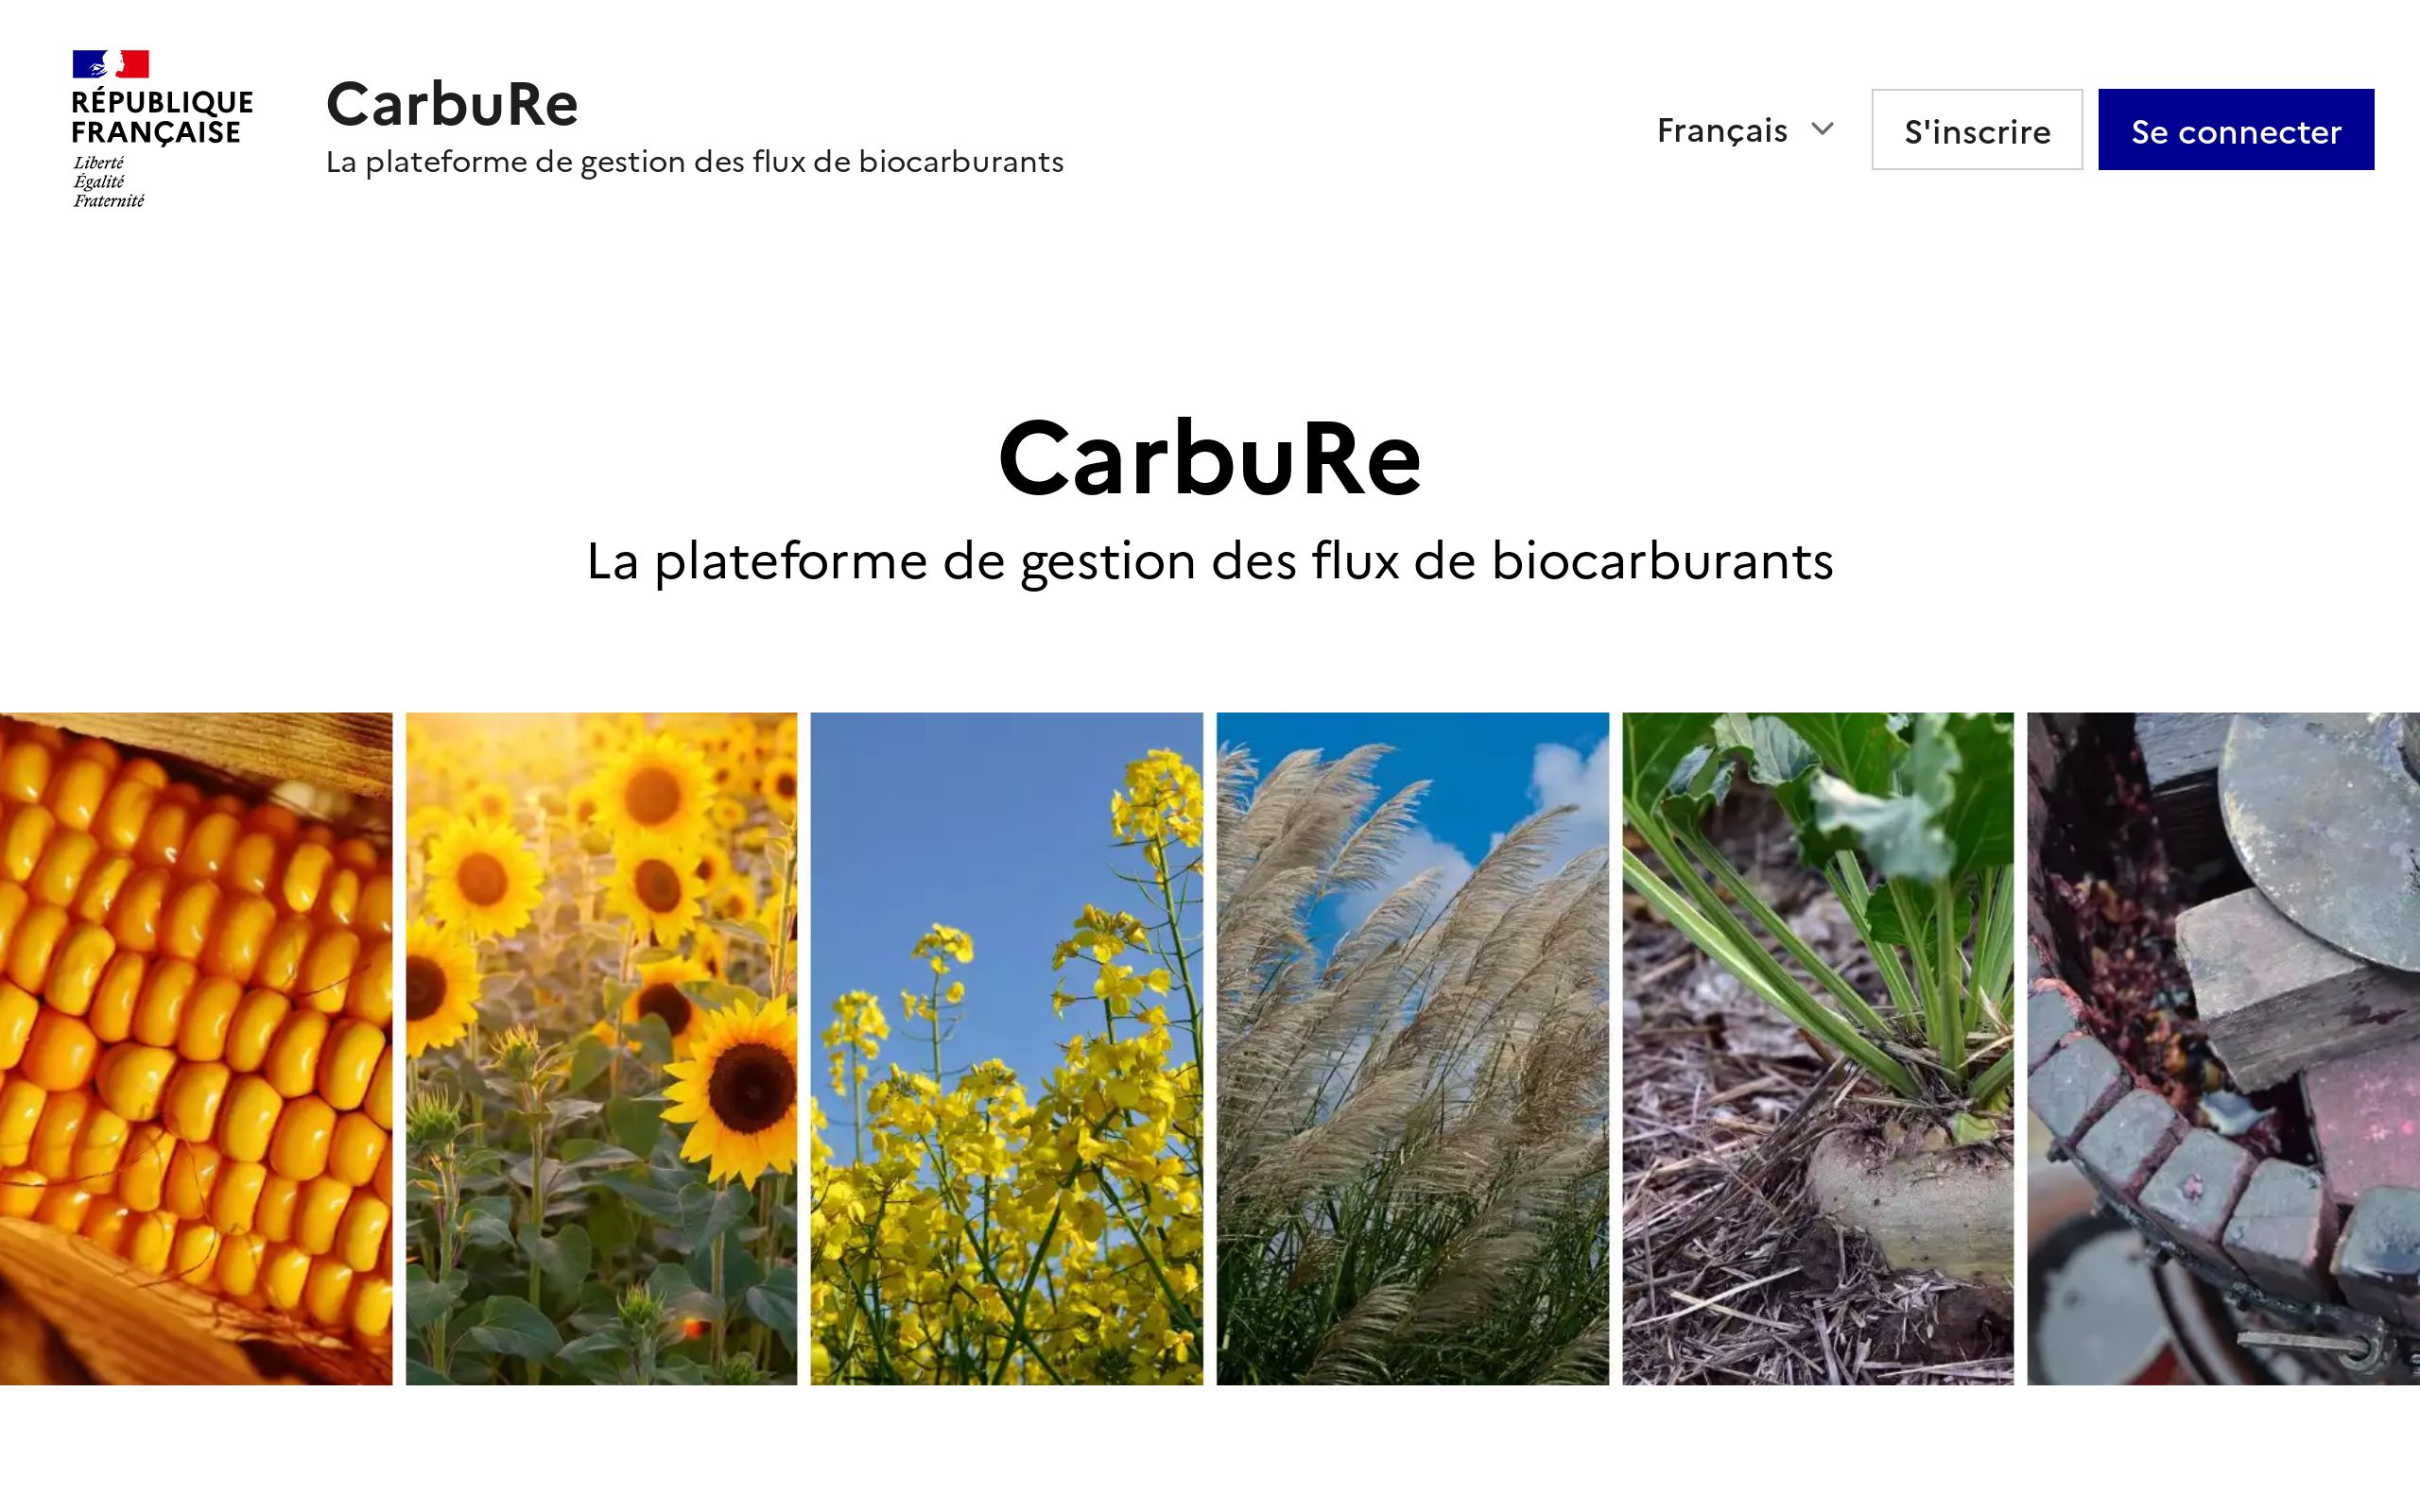 RÉPUBLIQUE
FRANÇAISE
Liberté
Égalité
Fraternité
CarbuRe
La plateforme de gestion des flux de biocarburants
Français
S'inscrire
Se connecter
CarbuRe
La plateforme de gestion des flux de biocarburants